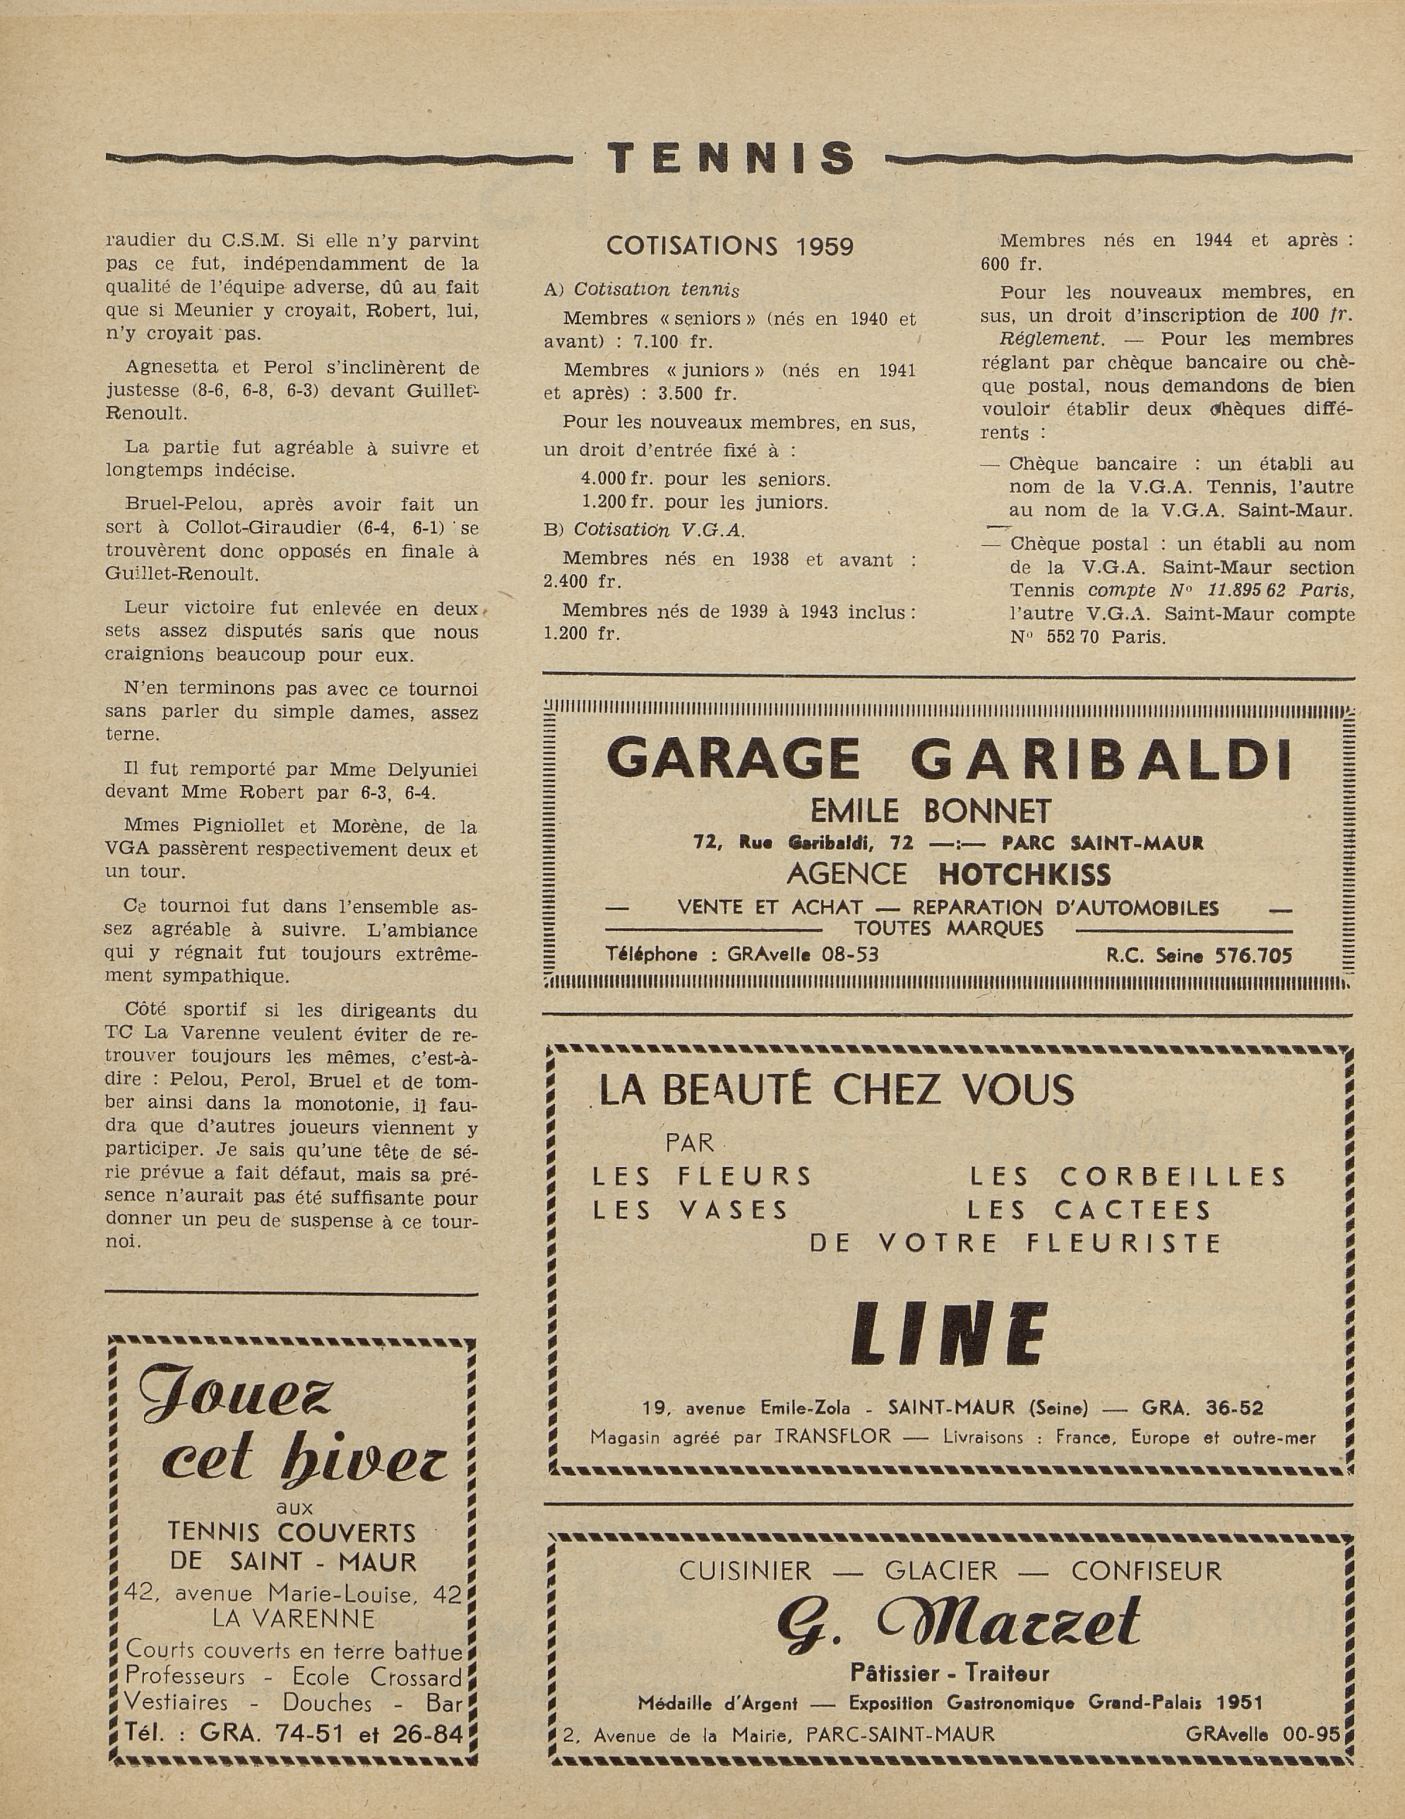 TENNIS
raudier du C.S.M. Si elle n'y parvint
pas ce fut, indépendamment de la
qualité de l'équipe adverse, dû au fait
que si Meunier y croyait, Robert, lui,
n'y croyait pas.
Agnesetta et Perol s'inclinèrent de
justesse (8-6, 6-8, 6-3) devant Guillet-
Renoult.
La partie fut agréable à suivre et
longtemps indécise.
Bruel-Pelou, après avoir fait un
sort à Collot-Giraudier (6-4, 6-1) se
trouvèrent donc opposés en finale à
Guillet-Renoult.
Leur victoire fut enlevée en deux
sets assez disputés sans que nous
craignions beaucoup pour eux.
N'en terminons pas avec ce tournoi
sans parler du simple dames, assez
terne.
Il fut remporté par Mme Delyuniei
devant Mme Robert par 6-3, 6-4.
Mmes Pigniollet et Morène, de la
VGA passèrent respectivement deux et
un tour.
Ce tournoi fut dans l'ensemble as-
sez agréable à suivre. L'ambiance
qui y régnait fut toujours extrême-
ment sympathique.
Côté sportif si les dirigeants du
TC La Varenne veulent éviter de re-
trouver toujours les mêmes, c'est-à-
dire : Pelou, Perol, Bruel et de tom-
ber ainsi dans la monotonie, il fau-
dra que d'autres joueurs viennent y
participer. Je sais qu'une tête de sé-
rie prévue a fait défaut, mais sa pré-
sence n'aurait pas été suffisante pour
donner un peu de suspense à ce tour-
noi.
Jouez
cet hiver
aux
TENNIS COUVERTS
DE SAINT - MAUR
42, avenue Marie-Louise, 42
LA VARENNE
Courts couverts en terre battue
Professeurs - Ecole Crossard
Vestiaires - Douches - Bar
Tél. : GRA. 74-51 et 26-84
COTISATIONS 1959
A) Cotisation tennis
Membres « seniors » (nés en 1940 et
avant) : 7.100 fr.
Membres « juniors » (nés en 1941
et après) : 3.500 fr.
Pour les nouveaux membres, en sus,
un droit d'entrée fixé à :
4.000 fr. pour les seniors.
1.200 fr. pour les juniors.
B) Cotisation V.G.A.
Membres nés en 1938 et avant :
2.400 fr.
Membres nés de 1939 à 1943 inclus :
1.200 fr.
Membres nés en 1944 et après :
600 fr.
Pour les nouveaux membres, en
sus, un droit d'inscription de 100 fr.
Réglement. — Pour les membres
réglant par chèque bancaire ou chè-
que postal, nous demandons de bien
vouloir établir deux chèques diffé-
rents :
— Chèque bancaire : un établi au
nom de la V.G.A. Tennis, l'autre
au nom de la V.G.A. Saint-Maur.
— Chèque postal : un établi au nom
de la V.G.A. Saint-Maur section
Tennis compte N° 11.895 62 Paris,
l'autre V.G.A. Saint-Maur compte
N° 552 70 Paris.
GARAGE GARIBALDI
EMILE BONNET
72, Rue Garibaldi, 72 —:— PARC SAINT-MAUR
AGENCE HOTCHKISS
— VENTE ET ACHAT — REPARATION D'AUTOMOBILES —
TOUTES MARQUES
Téléphone : GRAvelle 08-53 R.C. Seine 576.705
LA BEAUTÉ CHEZ VOUS
PAR
LES FLEURS LES CORBEILLES
LES VASES LES CACTEES
DE VOTRE FLEURISTE
LINE
19, avenue Emile-Zola - SAINT-MAUR (Seine) — GRA. 36-52
Magasin agréé par TRANSFLOR — Livraisons : France, Europe et outre-mer
CUISINIER — GLACIER — CONFISEUR
G. Marzet
Pâtissier - Traiteur
Médaille d'Argent — Exposition Gastronomique Grand-Palais 1951
2, Avenue de la Mairie, PARC-SAINT-MAUR GRAvelle 00-95